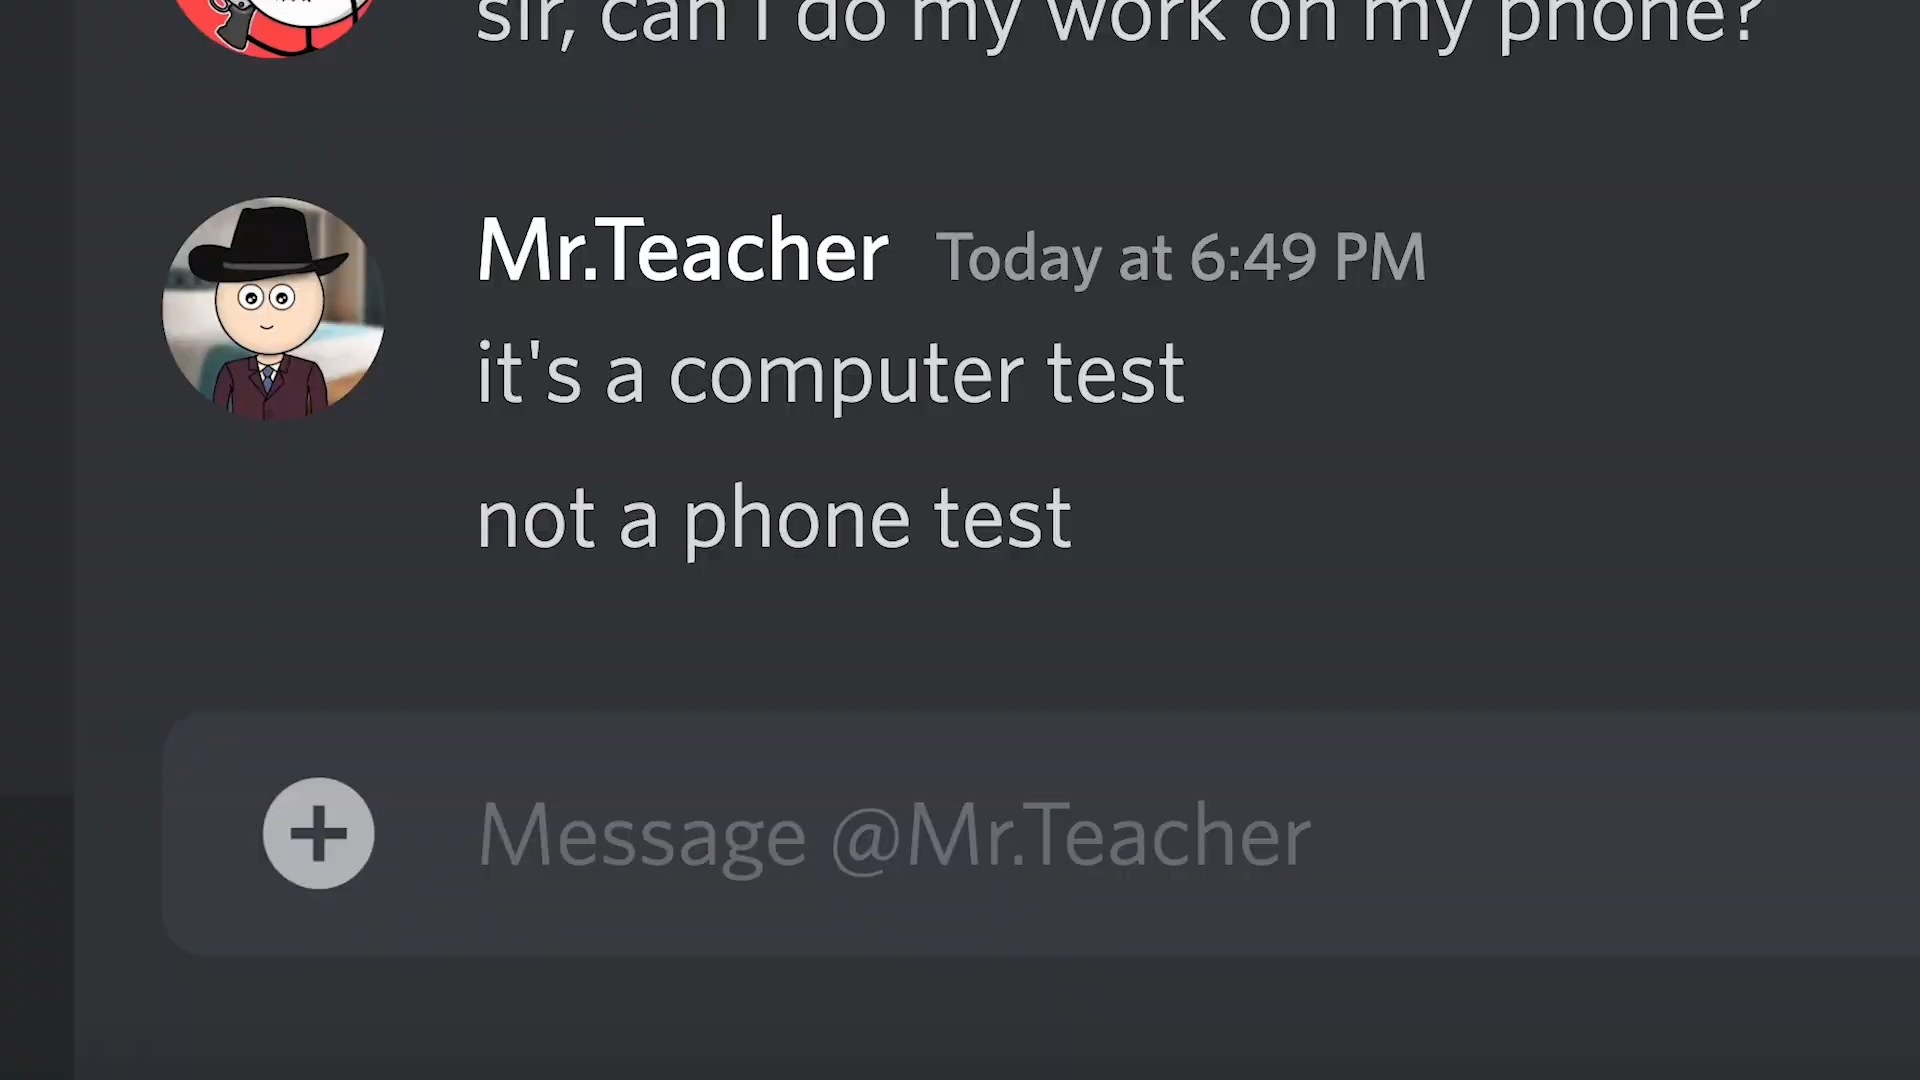 sir, can I do my work on my phone?
Mr.Teacher Today at 6:49 PM
it's a computer test
not a phone test
Message @Mr.Teacher